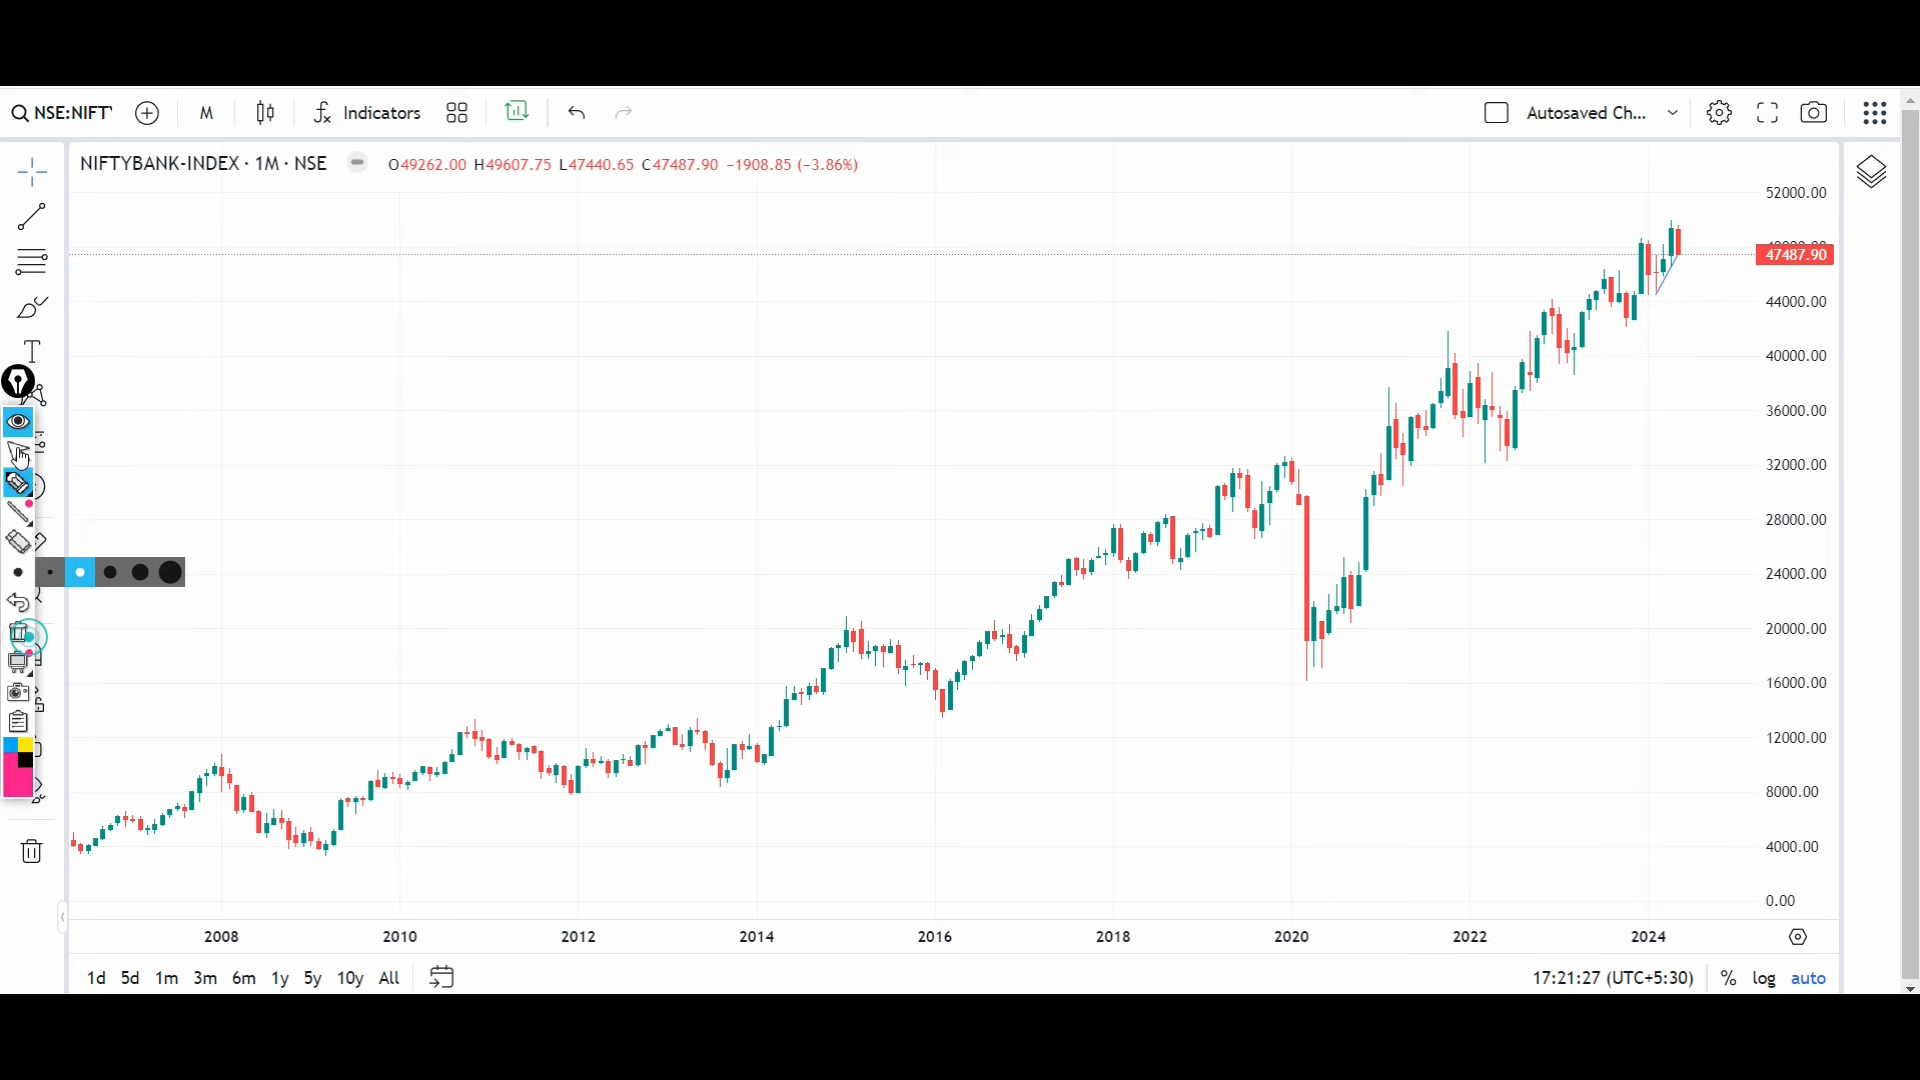 NSE:NIFT
M
Indicators
Autosaved Ch...
NIFTYBANK-INDEX · 1M · NSE
O49262.00 H49607.75 L47440.65 C47487.90 −1908.85 (−3.86%)
52000.00
47487.90
44000.00
40000.00
36000.00
32000.00
28000.00
24000.00
20000.00
16000.00
12000.00
8000.00
4000.00
0.00
2008 2010 2012 2014 2016 2018 2020 2022 2024
1d 5d 1m 3m 6m 1y 5y 10y All
17:21:27 (UTC+5:30) % log auto